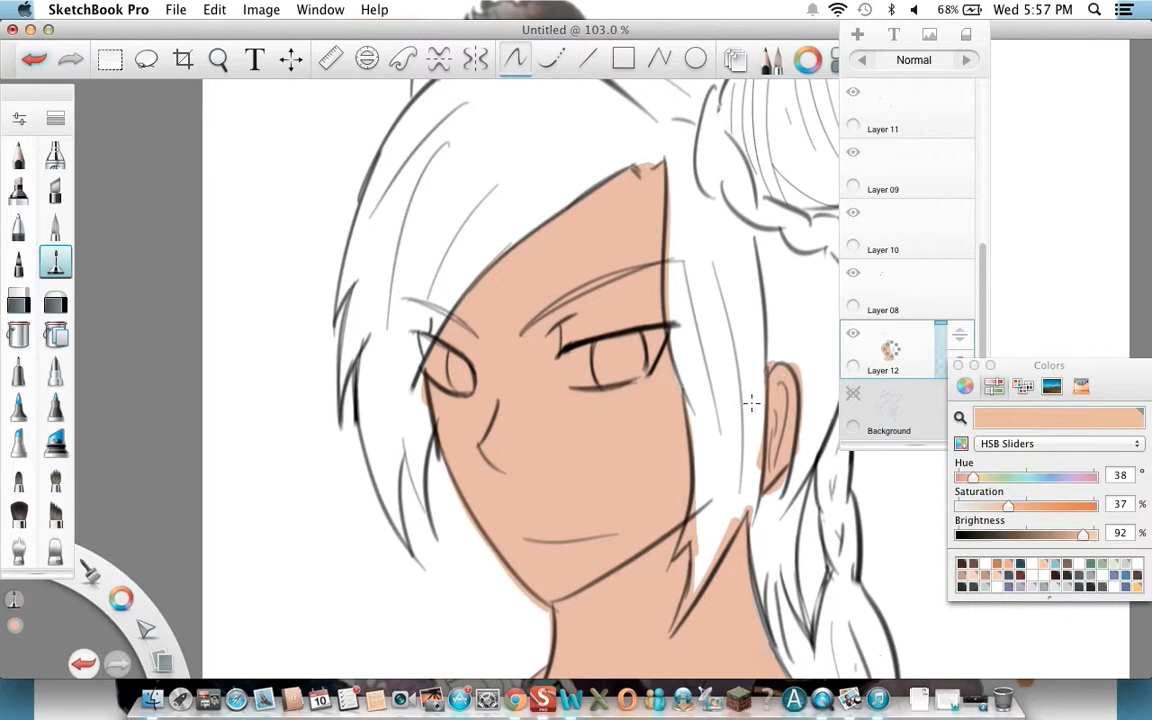 SketchBook Pro File Edit Image Window Help 68% Wed 5:57 PM
Untitled @ 103.0 %
T
T
Normal
Layer 11
Layer 09
Layer 10
Layer 08
Layer 12
Background
Colors
HSB Sliders
Hue
38 °
Saturation
37 %
Brightness
92 %